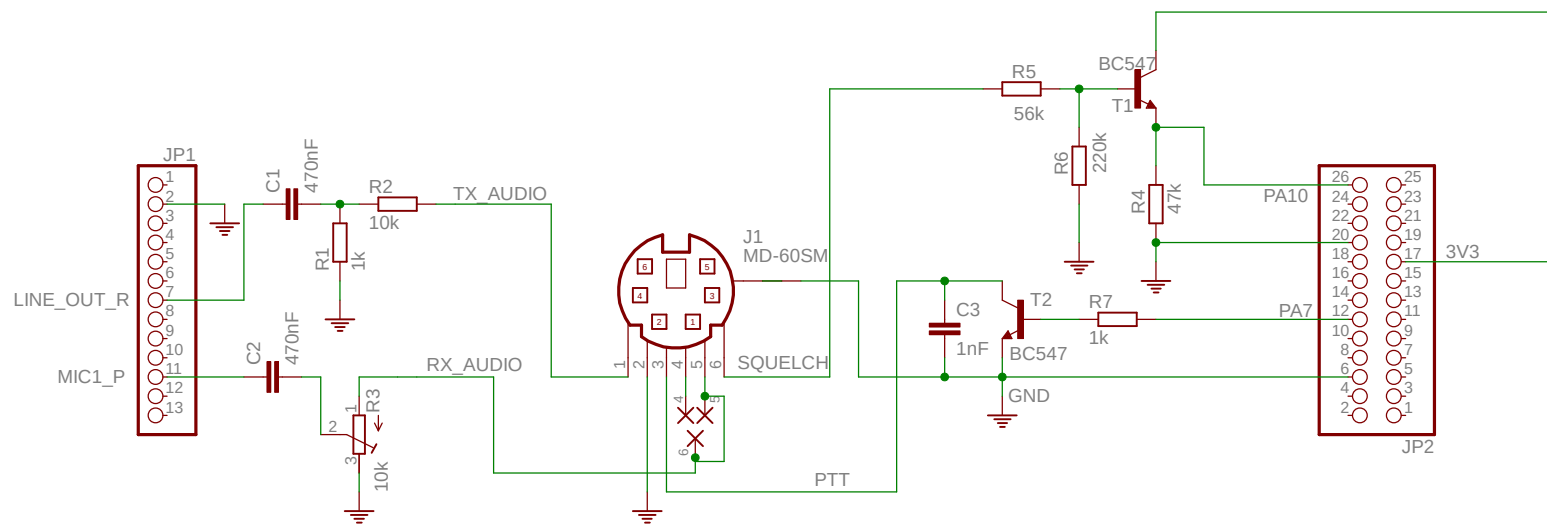 JP1
1
2
3
4
5
6
7
8
9
10
11
12
13
LINE_OUT_R
MIC1_P
C1
470nF
R2
10k
R1
1k
TX_AUDIO
C2
470nF
RX_AUDIO
1
R3
2
3
10k
J1
MD-60SM
6
5
4
3
2
1
1
2
3
4
5
6
SQUELCH
4
5
6
PTT
R5
56k
BC547
T1
R6
220k
R4
47k
PA10
C3
1nF
T2
BC547
R7
1k
PA7
GND
26 25
24 23
22 21
20 19
18 17
16 15
14 13
12 11
10 9
8 7
6 5
4 3
2 1
3V3
JP2